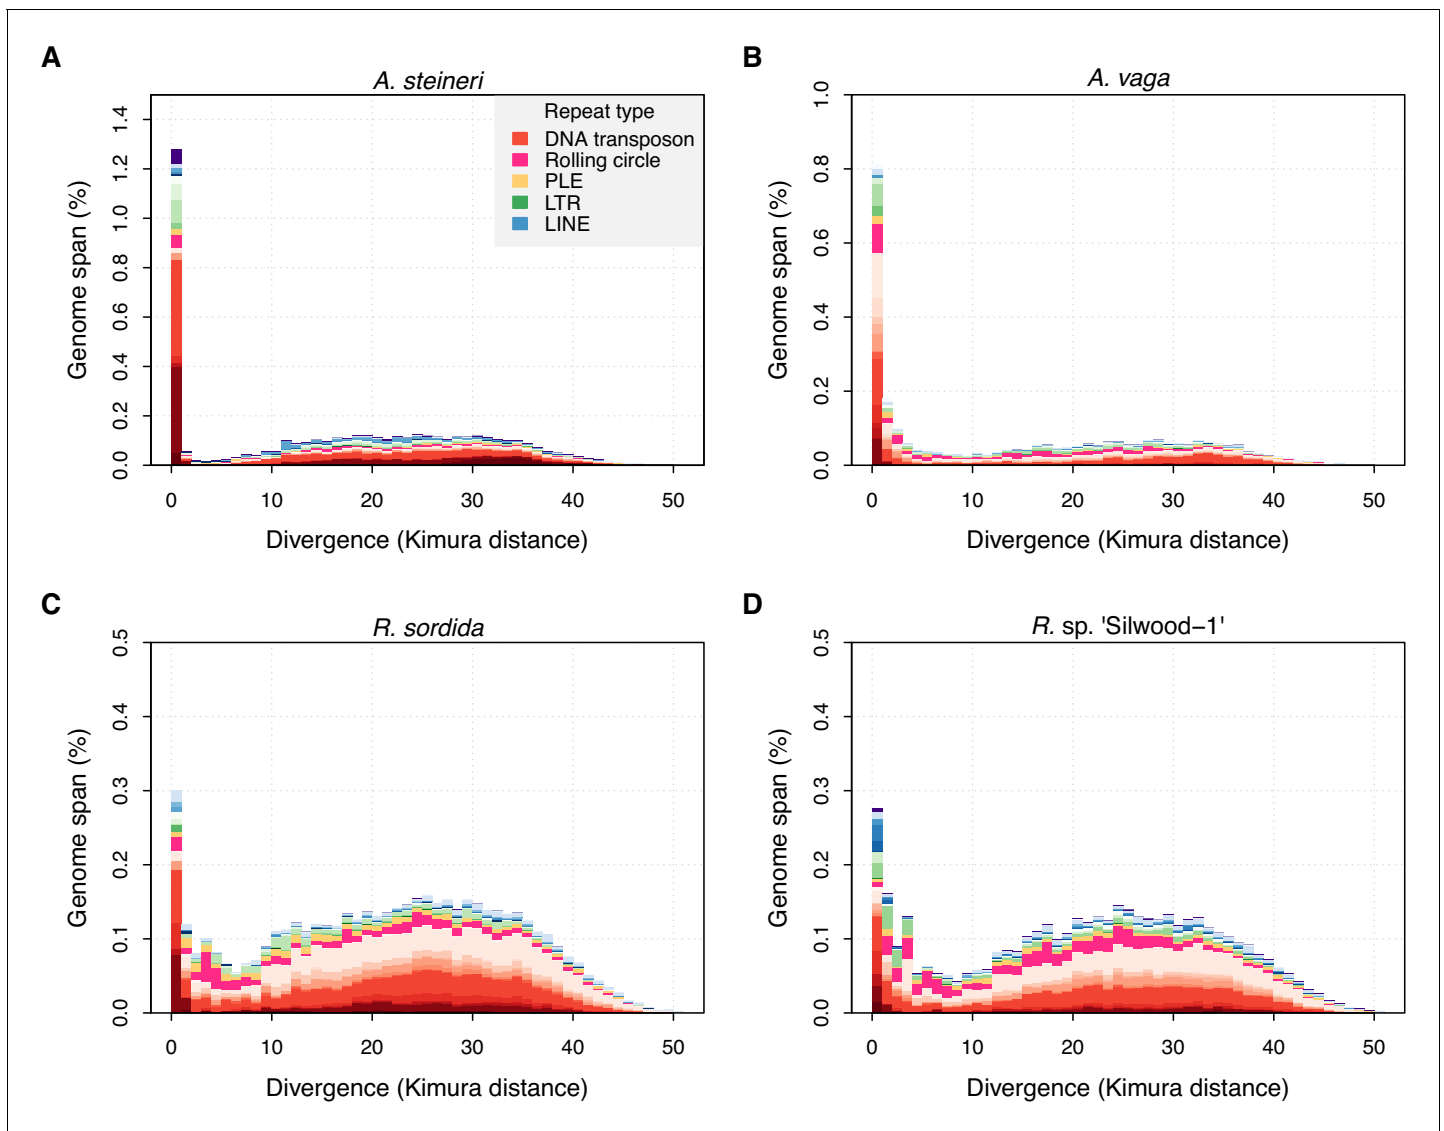 A
A. steineri
Genome span (%)
0.0 0.2 0.4 0.6 0.8 1.0 1.2 1.4
Repeat type
DNA transposon
Rolling circle
PLE
LTR
LINE
0 10 20 30 40 50
Divergence (Kimura distance)
B
A. vaga
Genome span (%)
0.0 0.2 0.4 0.6 0.8 1.0
0 10 20 30 40 50
Divergence (Kimura distance)
C
R. sordida
Genome span (%)
0.0 0.1 0.2 0.3 0.4 0.5
0 10 20 30 40 50
Divergence (Kimura distance)
D
R. sp. 'Silwood−1'
Genome span (%)
0.0 0.1 0.2 0.3 0.4 0.5
0 10 20 30 40 50
Divergence (Kimura distance)